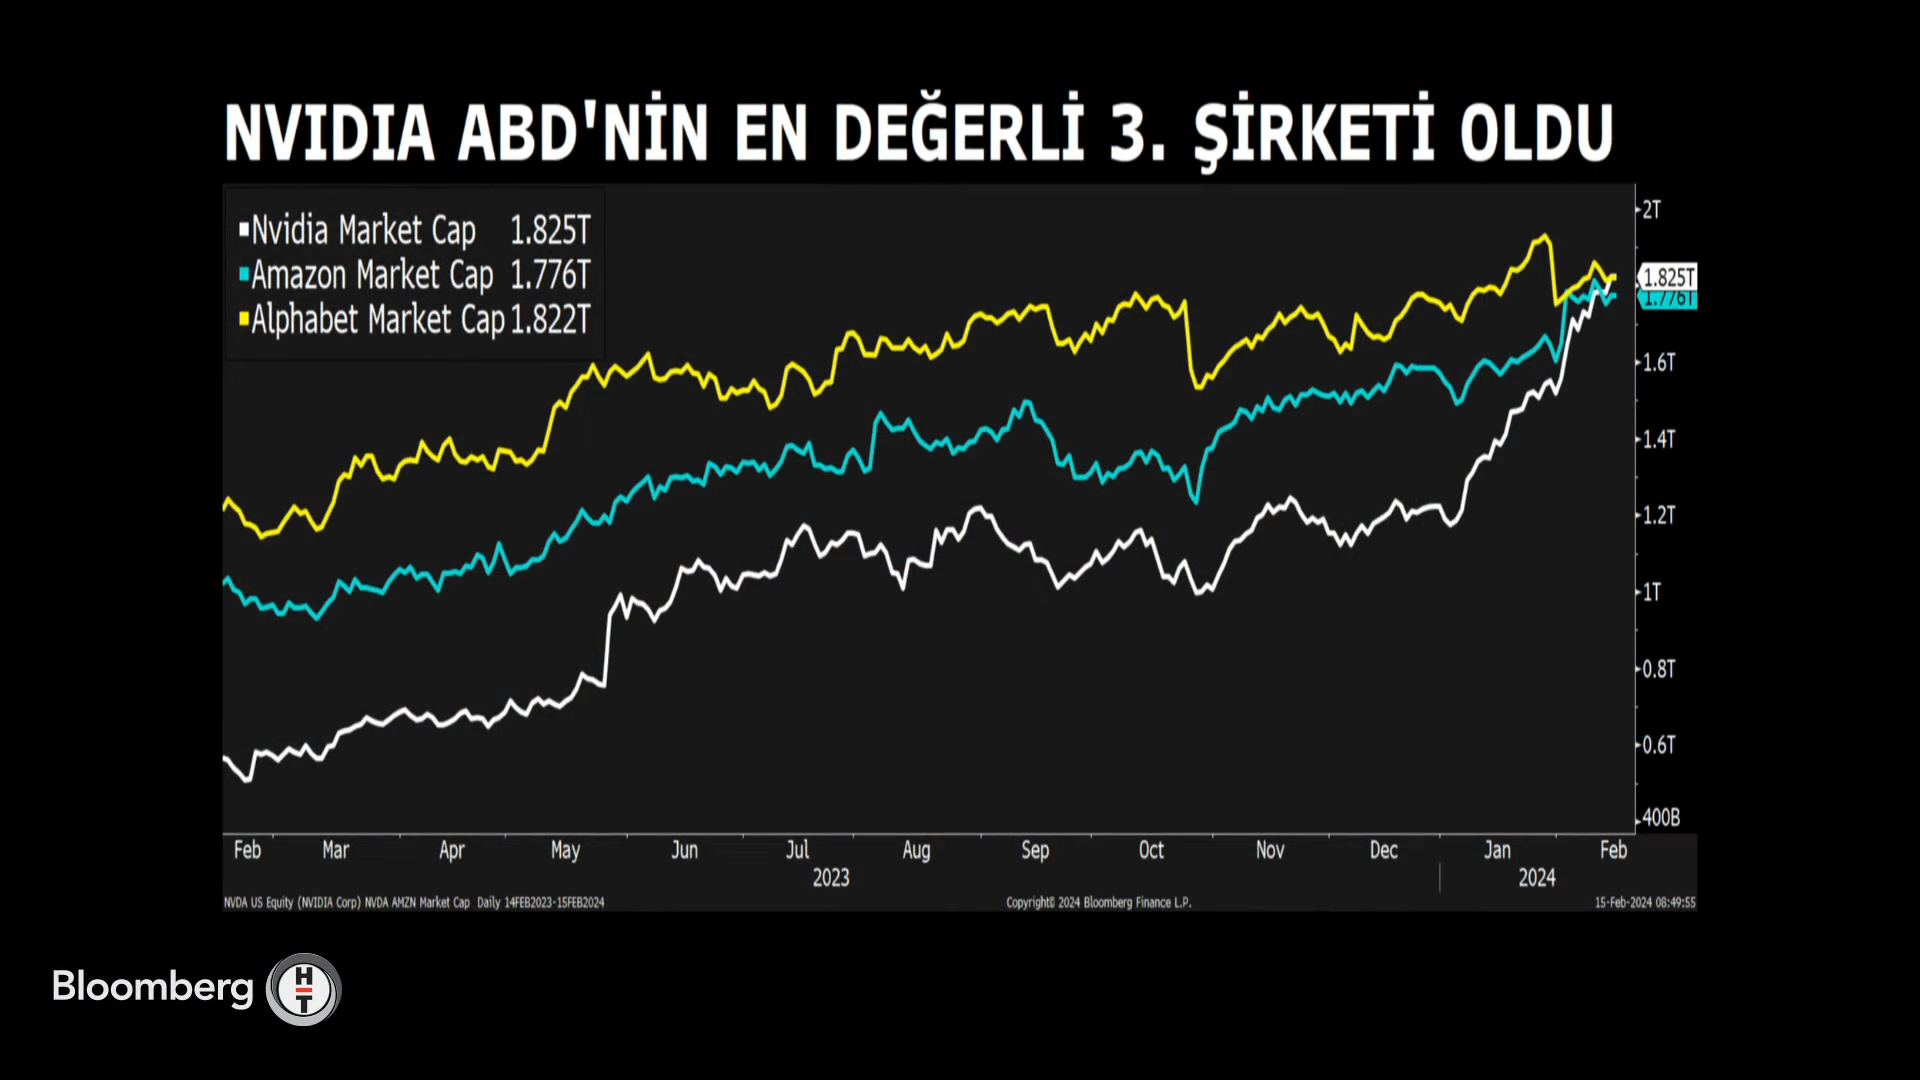 NVIDIA ABD'NİN EN DEĞERLİ 3. ŞİRKETİ OLDU
Nvidia Market Cap 1.825T
Amazon Market Cap 1.776T
Alphabet Market Cap 1.822T
2T
1.825T
1.776T
1.6T
1.4T
1.2T
1T
0.8T
0.6T
400B
Feb Mar Apr May Jun Jul Aug Sep Oct Nov Dec Jan Feb
2023 2024
NVDA US Equity (NVIDIA Corp) NVDA AMZN Market Cap Daily 14FEB2023-15FEB2024 Copyright© 2024 Bloomberg Finance L.P. 15-Feb-2024 08:49:55
Bloomberg HT